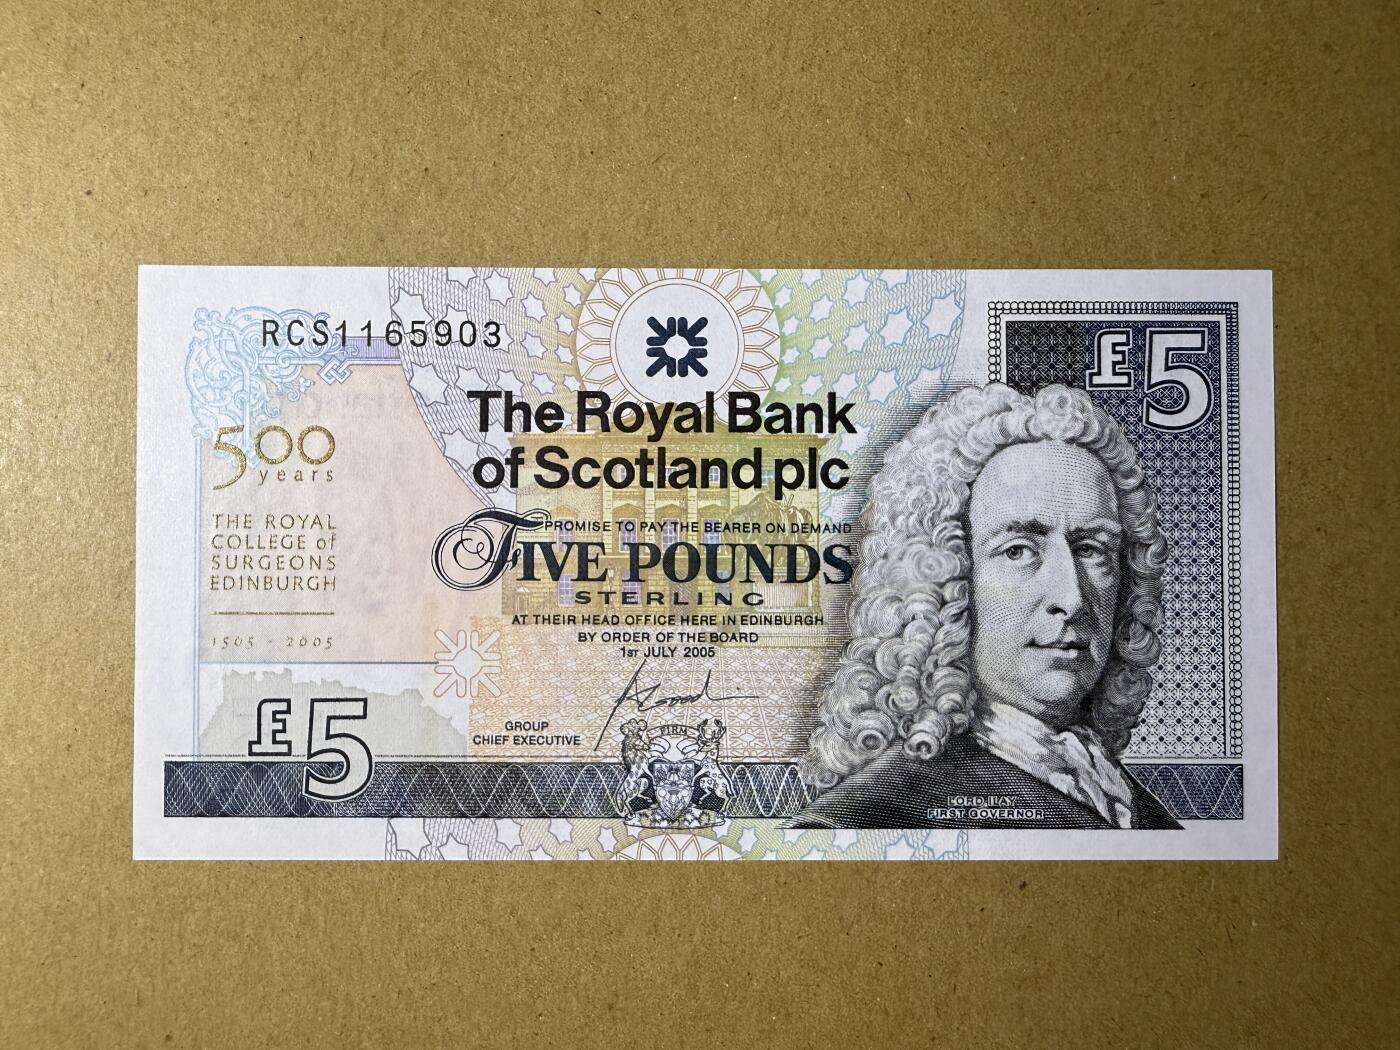 RCS1165903
£5
The Royal Bank
of Scotland plc
500
years
THE ROYAL
COLLEGE of
SURGEONS
EDINBURGH
1505 - 2005
PROMISE TO PAY THE BEARER ON DEMAND
FIVE POUNDS
STERLING
AT THEIR HEAD OFFICE HERE IN EDINBURGH
BY ORDER OF THE BOARD
1ST JULY 2005
GROUP
CHIEF EXECUTIVE
£5
FIRM
LORD ILAY
FIRST GOVERNOR